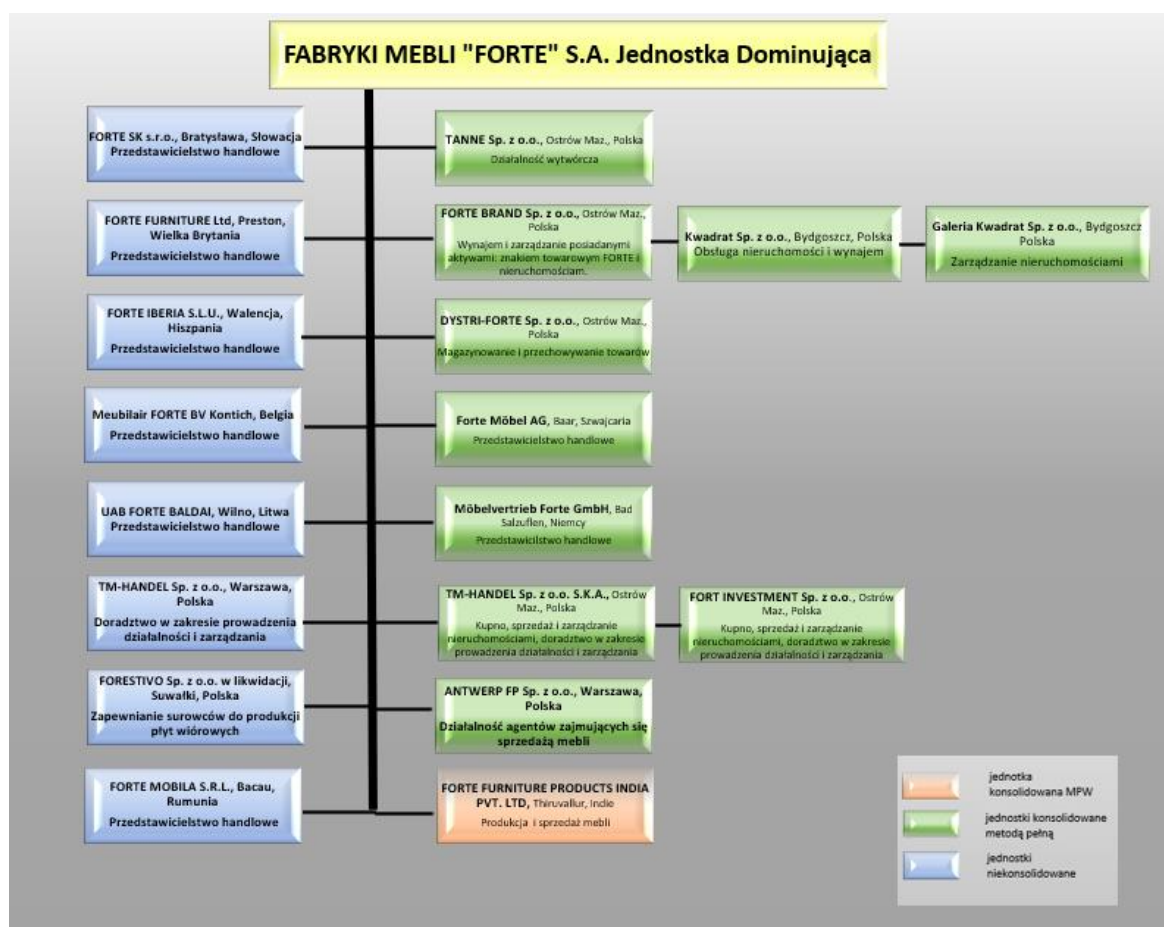 FABRYKI MEBLI "FORTE" S.A. Jednostka Dominująca
FORTE SK s.r.o., Bratysława, Słowacja
Przedstawicielstwo handlowe
TANNE Sp. z o.o., Ostrów Maz., Polska
Działalność wytwórcza
FORTE FURNITURE Ltd, Preston,
Wielka Brytania
Przedstawicielstwo handlowe
FORTE BRAND Sp. z o.o., Ostrów Maz.,
Polska
Wynajem i zarządzanie posiadanymi
aktywami: znakiem towarowym FORTE i
nieruchomościam.
Kwadrat Sp. z o.o., Bydgoszcz, Polska
Obsługa nieruchomości i wynajem
Galeria Kwadrat Sp. z o.o., Bydgoszcz
Polska
Zarządzanie nieruchomościami
FORTE IBERIA S.L.U., Walencja,
Hiszpania
Przedstawicielstwo handlowe
DYSTRI-FORTE Sp. z o.o., Ostrów Maz.,
Polska
Magazynowanie i przechowywanie towarów
Meubilair FORTE BV Kontich, Belgia
Przedstawicielstwo handlowe
Forte Möbel AG, Baar, Szwajcaria
Przedstawicielstwo handlowe
UAB FORTE BALDAI, Wilno, Litwa
Przedstawicielstwo handlowe
Möbelvertrieb Forte GmbH, Bad
Salzuflen, Niemcy
Przedstawicilstwo handlowe
TM-HANDEL Sp. z o.o., Warszawa,
Polska
Doradztwo w zakresie prowadzenia
działalności i zarządzania
TM-HANDEL Sp. z o.o. S.K.A., Ostrów
Maz., Polska
Kupno, sprzedaż i zarządzanie
nieruchomościami, doradztwo w zakresie
prowadzenia działalności i zarządzania
FORT INVESTMENT Sp. z o.o., Ostrów
Maz., Polska
Kupno, sprzedaż i zarządzanie
nieruchomościami, doradztwo w zakresie
prowadzenia działalności i zarządzania
FORESTIVO Sp. z o.o. w likwidacji,
Suwałki, Polska
Zapewnianie surowców do produkcji
płyt wiórowych
ANTWERP FP Sp. z o.o., Warszawa,
Polska
Działalność agentów zajmujących się
sprzedażą mebli
FORTE MOBILA S.R.L., Bacau,
Rumunia
Przedstawicielstwo handlowe
FORTE FURNITURE PRODUCTS INDIA
PVT. LTD, Thiruvallur, Indie
Produkcja i sprzedaż mebli
jednotka
konsolidowana MPW
jednostki konsolidowane
metodą pełną
jednostki
niekonsolidowane